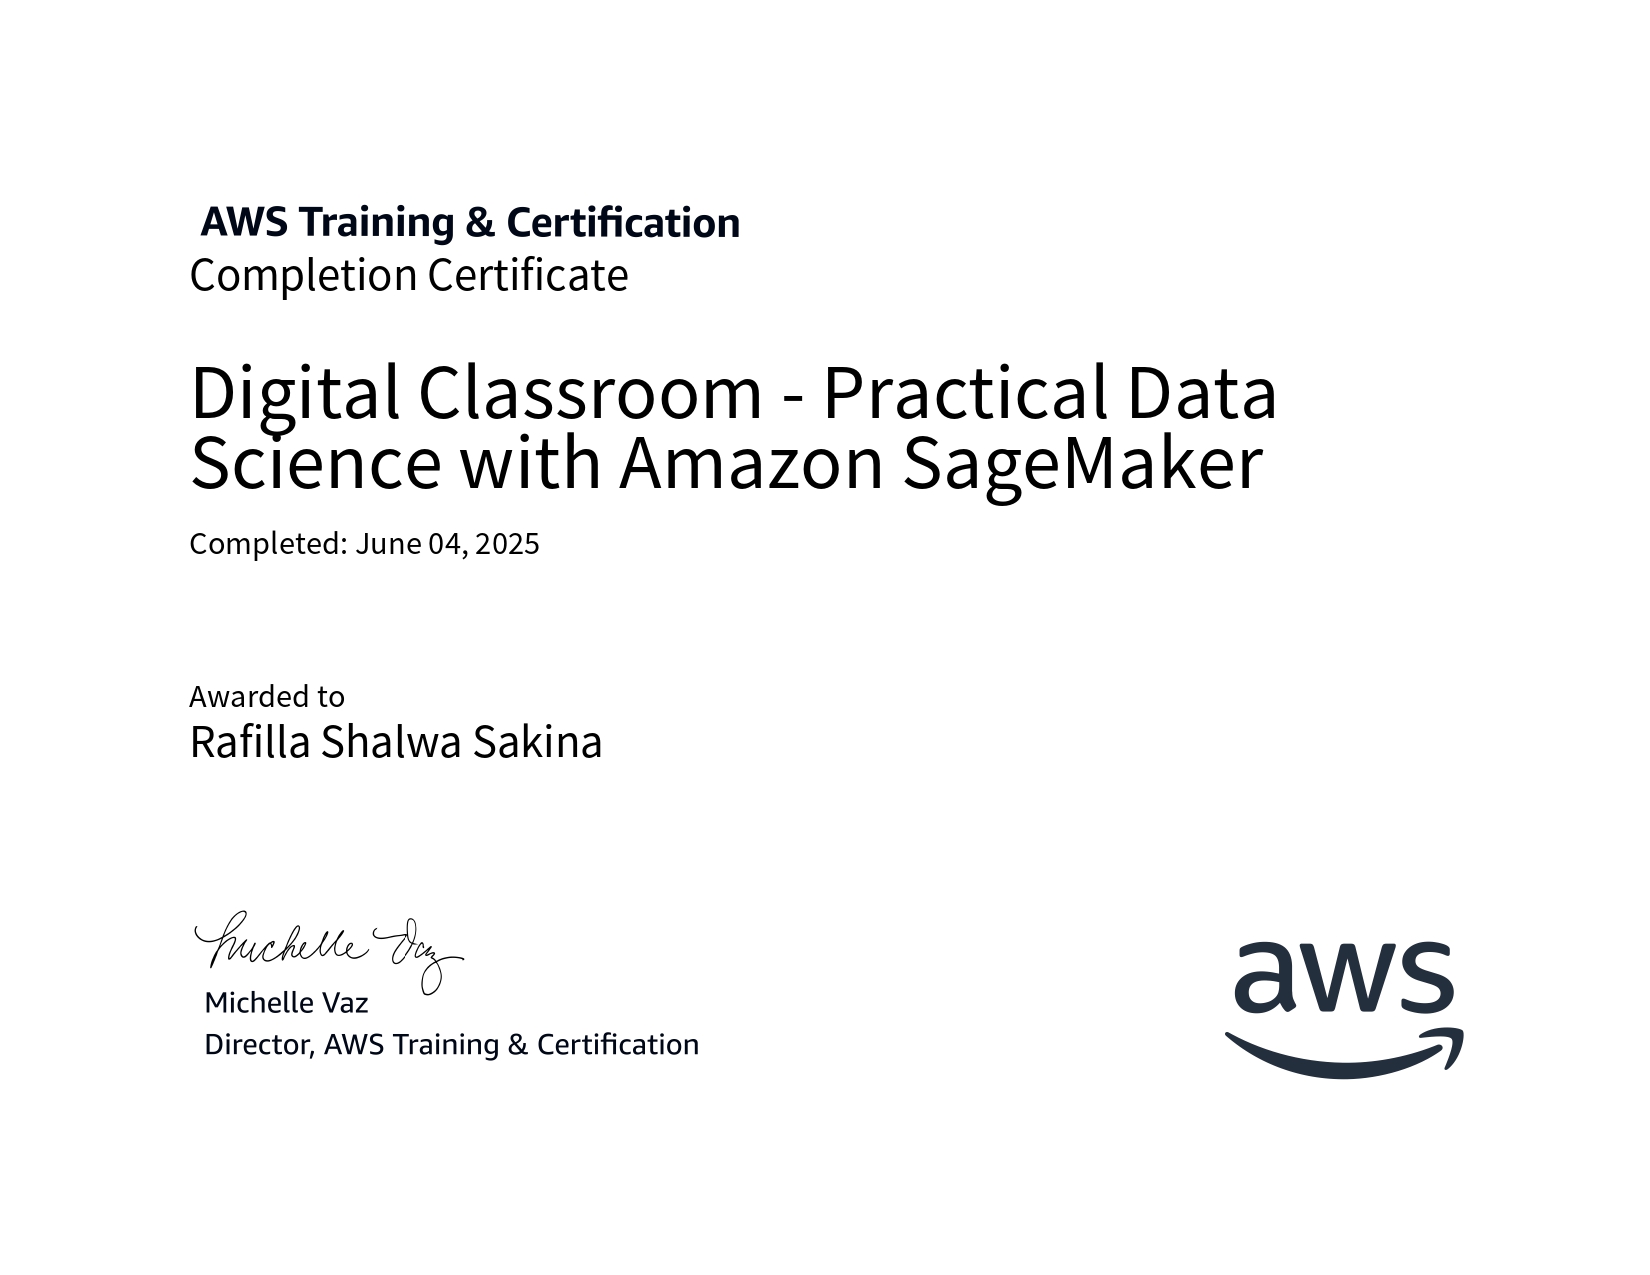 AWS Training & Certification
Completion Certificate
Digital Classroom - Practical Data
Science with Amazon SageMaker
Completed: June 04, 2025
Awarded to
Rafilla Shalwa Sakina
Michelle Vaz
Michelle Vaz
Director, AWS Training & Certification
aws